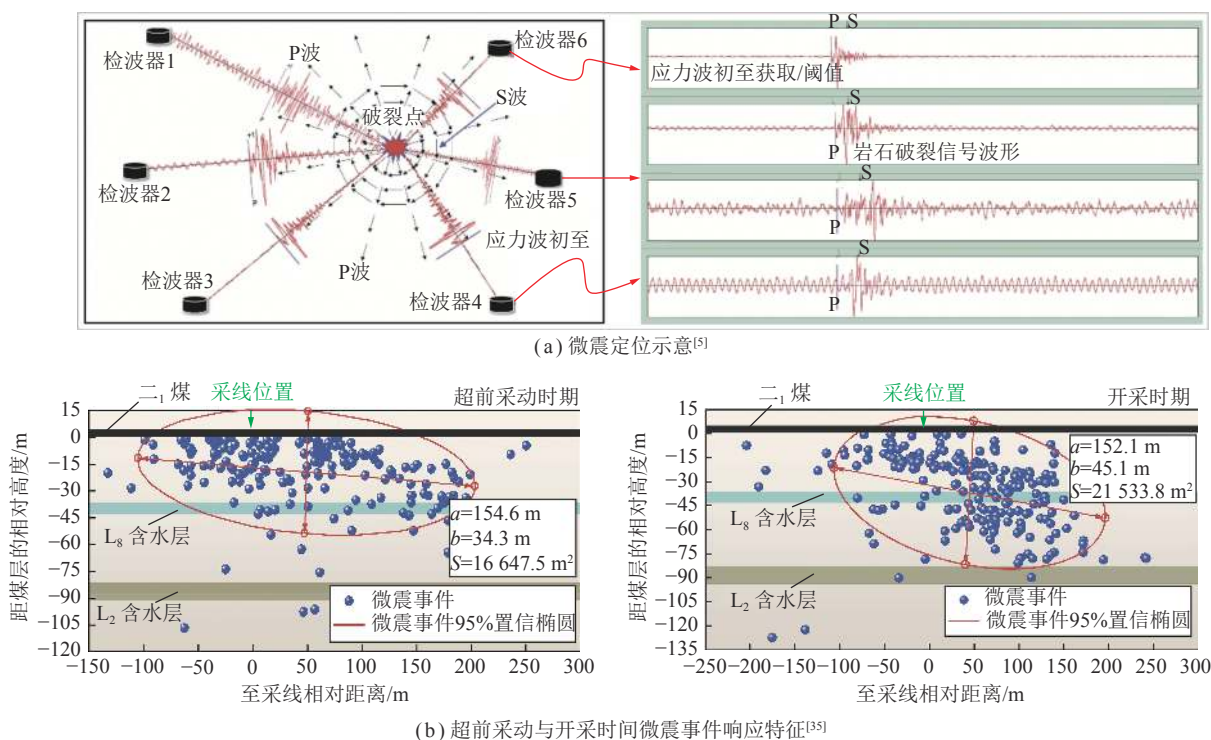 检波器1
P波
检波器6
S波
破裂点
检波器2
检波器5
检波器3
P波
应力波初至
检波器4
P S
应力波初至获取/阈值
S
P
岩石破裂信号波形
S
P
S
P
(a) 微震定位示意[5]
二1 煤
采线位置
超前采动时期
距煤层的相对高度/m
15
0
−15
−30
−45
−60
−75
−90
−105
−120
L8 含水层
L2 含水层
a=154.6 m
b=34.3 m
S=16 647.5 m2
微震事件
微震事件95%置信椭圆
−150 −100 −50 0 50 100 150 200 250 300
至采线相对距离/m
二1 煤
采线位置
开采时期
距煤层的相对高度/m
15
0
−15
−30
−45
−60
−75
−90
−105
−120
−135
L8 含水层
L2 含水层
a=152.1 m
b=45.1 m
S=21 533.8 m2
微震事件
微震事件95%置信椭圆
−250 −200 −150 −100 −50 0 50 100 150 200 250 300
至采线相对距离/m
(b) 超前采动与开采时间微震事件响应特征[35]